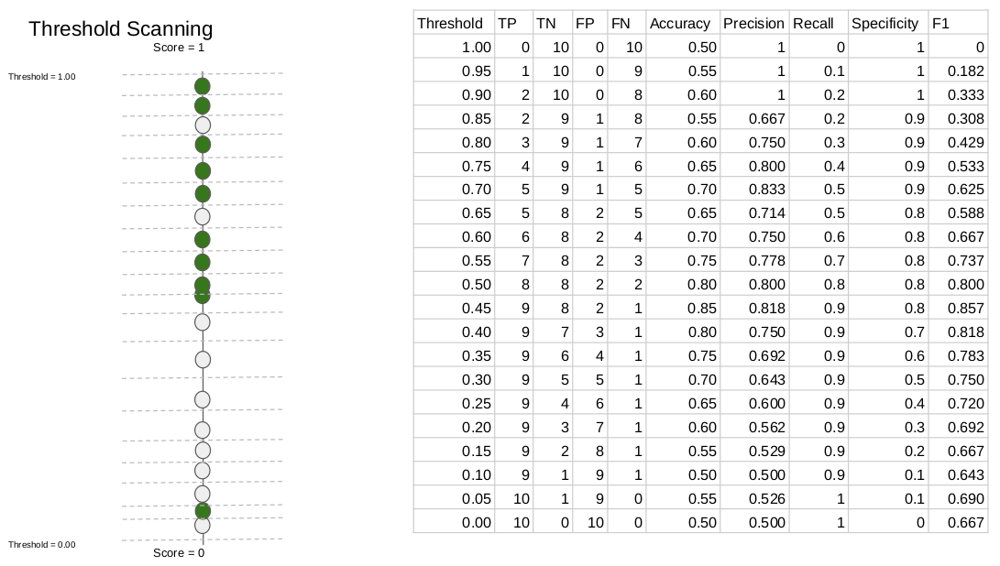 Threshold Scanning
Score = 1
Threshold = 1.00
Threshold = 0.00
Score = 0
Threshold TP TN FP FN Accuracy Precision Recall Specificity F1
1.00 0 10 0 10 0.50 1 0 1 0
0.95 1 10 0 9 0.55 1 0.1 1 0.182
0.90 2 10 0 8 0.60 1 0.2 1 0.333
0.85 2 9 1 8 0.55 0.667 0.2 0.9 0.308
0.80 3 9 1 7 0.60 0.750 0.3 0.9 0.429
0.75 4 9 1 6 0.65 0.800 0.4 0.9 0.533
0.70 5 9 1 5 0.70 0.833 0.5 0.9 0.625
0.65 5 8 2 5 0.65 0.714 0.5 0.8 0.588
0.60 6 8 2 4 0.70 0.750 0.6 0.8 0.667
0.55 7 8 2 3 0.75 0.778 0.7 0.8 0.737
0.50 8 8 2 2 0.80 0.800 0.8 0.8 0.800
0.45 9 8 2 1 0.85 0.818 0.9 0.8 0.857
0.40 9 7 3 1 0.80 0.750 0.9 0.7 0.818
0.35 9 6 4 1 0.75 0.692 0.9 0.6 0.783
0.30 9 5 5 1 0.70 0.643 0.9 0.5 0.750
0.25 9 4 6 1 0.65 0.600 0.9 0.4 0.720
0.20 9 3 7 1 0.60 0.562 0.9 0.3 0.692
0.15 9 2 8 1 0.55 0.529 0.9 0.2 0.667
0.10 9 1 9 1 0.50 0.500 0.9 0.1 0.643
0.05 10 1 9 0 0.55 0.526 1 0.1 0.690
0.00 10 0 10 0 0.50 0.500 1 0 0.667